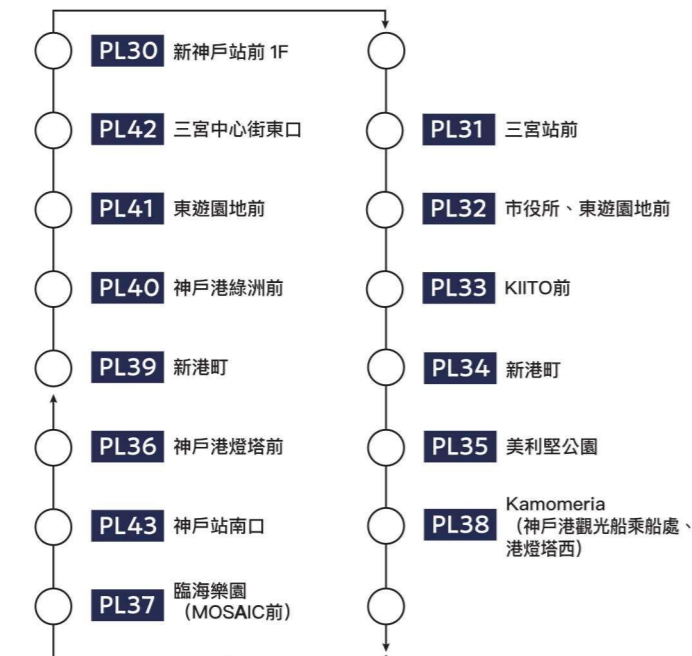 PL30 新神戶站前 1F
PL42 三宮中心街東口
PL41 東遊園地前
PL40 神戶港綠洲前
PL39 新港町
PL36 神戶港燈塔前
PL43 神戶站南口
PL37 臨海樂園
(MOSAIC前)
PL31 三宮站前
PL32 市役所、東遊園地前
PL33 KIITO前
PL34 新港町
PL35 美利堅公園
PL38 Kamomeria
(神戶港觀光船乘船處、
港燈塔西)